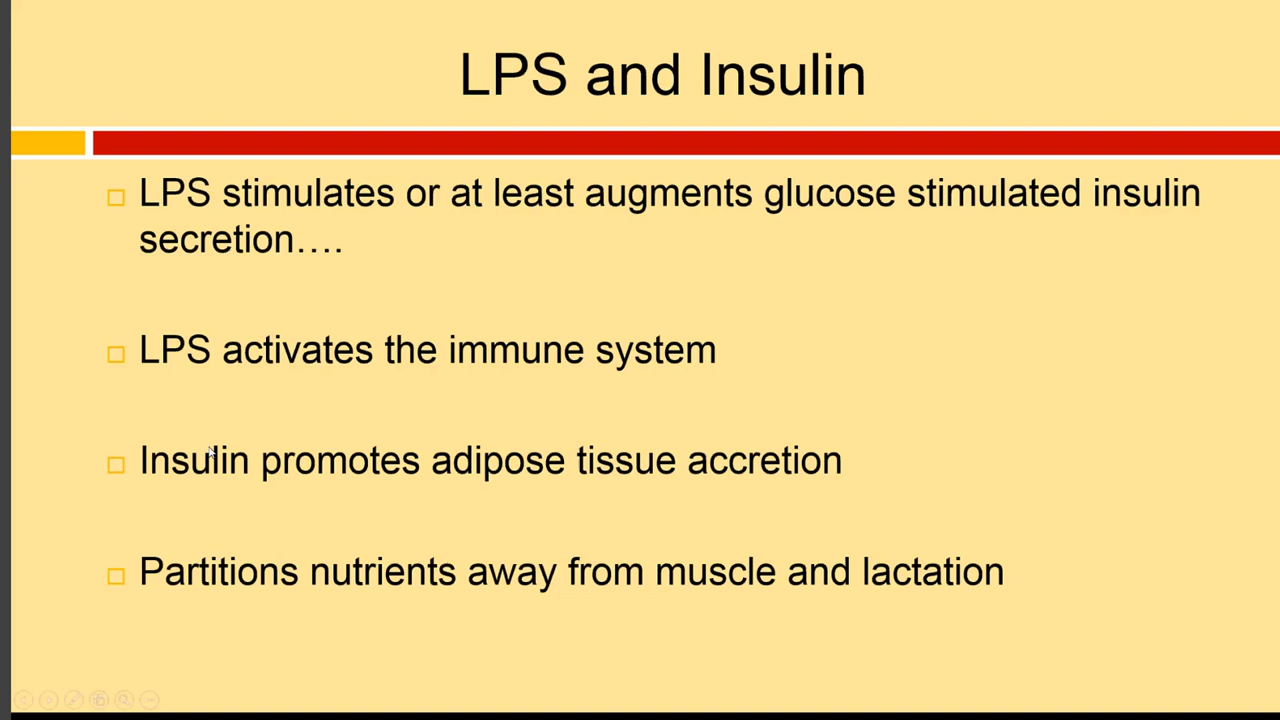 LPS and Insulin
LPS stimulates or at least augments glucose stimulated insulin
secretion….
LPS activates the immune system
Insulin promotes adipose tissue accretion
Partitions nutrients away from muscle and lactation